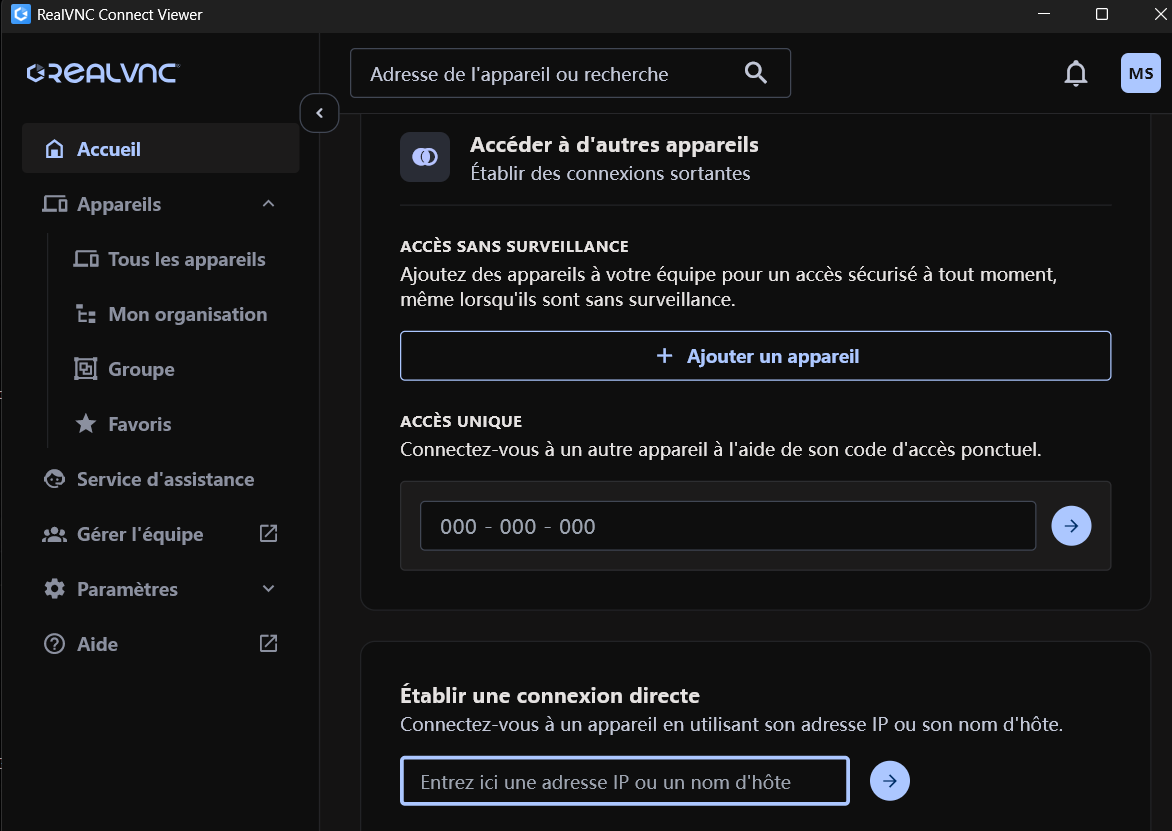 RealVNC Connect Viewer
REALVNC
Adresse de l'appareil ou recherche
MS
Accueil
Appareils
Tous les appareils
Mon organisation
Groupe
Favoris
Service d'assistance
Gérer l'équipe
Paramètres
Aide
Accéder à d'autres appareils
Établir des connexions sortantes
ACCÈS SANS SURVEILLANCE
Ajoutez des appareils à votre équipe pour un accès sécurisé à tout moment,
même lorsqu'ils sont sans surveillance.
+ Ajouter un appareil
ACCÈS UNIQUE
Connectez-vous à un autre appareil à l'aide de son code d'accès ponctuel.
000 - 000 - 000
Établir une connexion directe
Connectez-vous à un appareil en utilisant son adresse IP ou son nom d'hôte.
Entrez ici une adresse IP ou un nom d'hôte